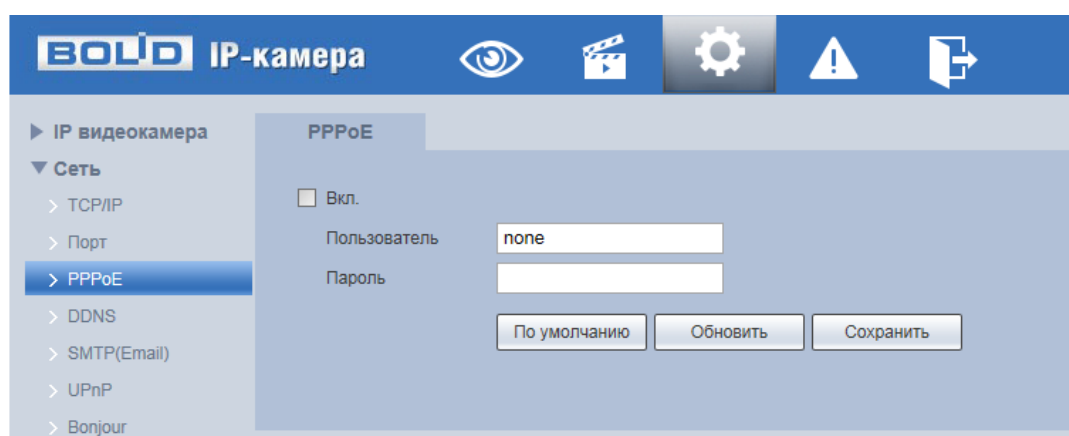 BOLID IP-камера
IP видеокамера
Сеть
TCP/IP
Порт
PPPoE
DDNS
SMTP(Email)
UPnP
Bonjour
PPPoE
Вкл.
Пользователь none
Пароль
По умолчанию Обновить Сохранить